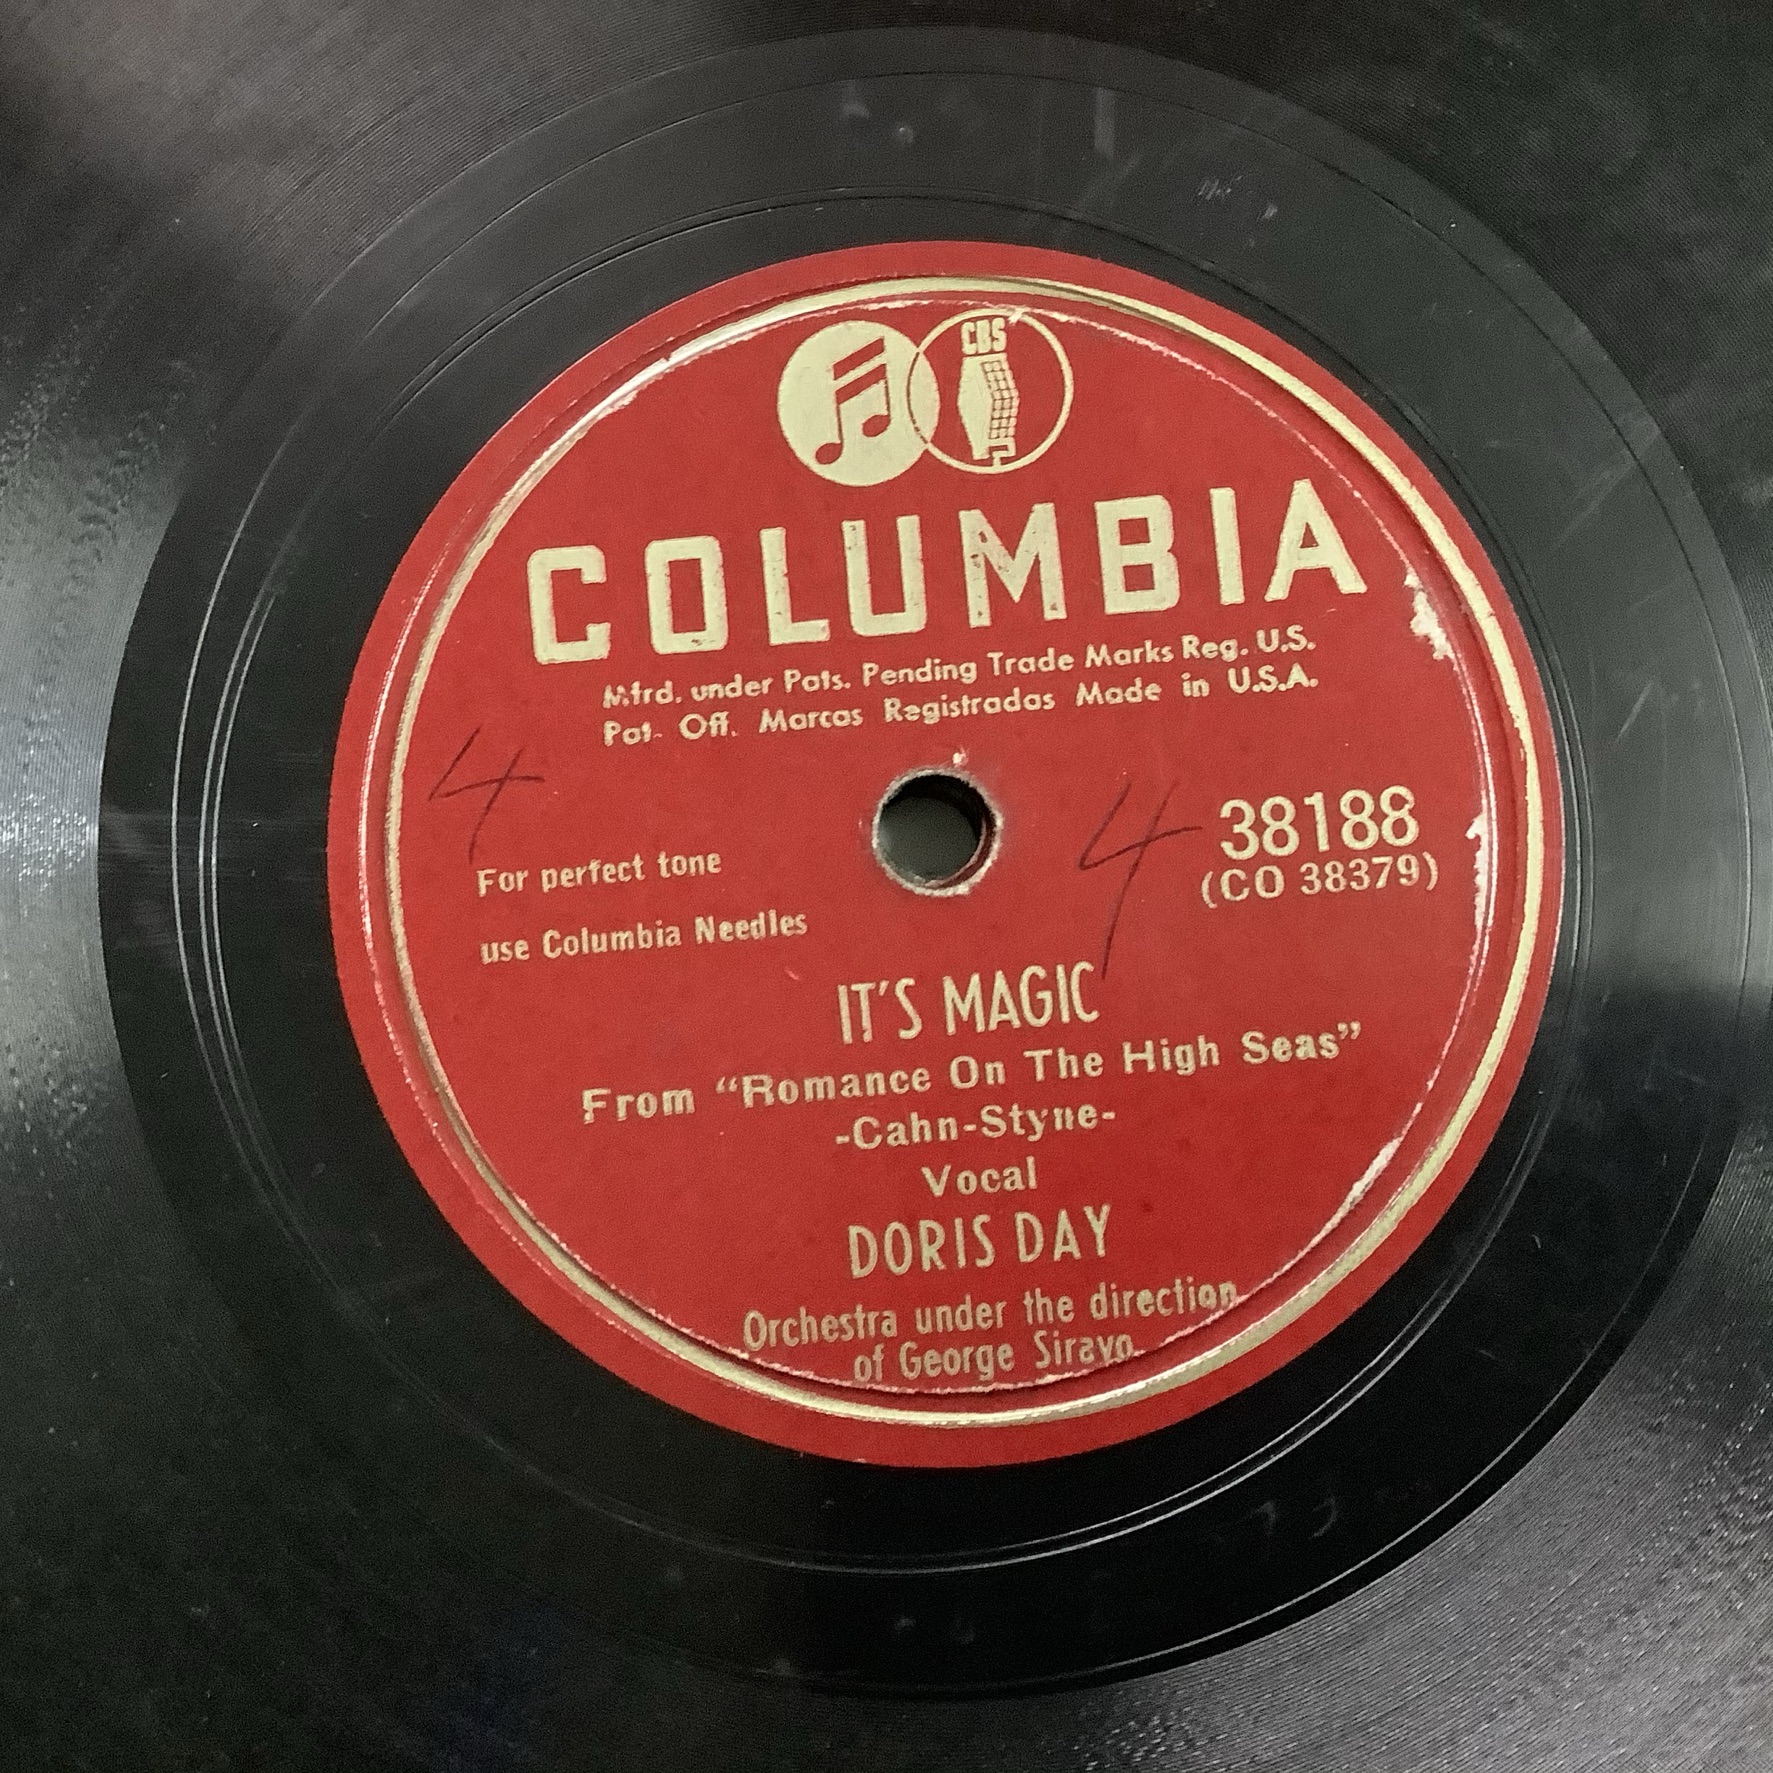 CBS
COLUMBIA
Mfrd. under Pats. Pending Trade Marks Reg. U.S.
Pat. Off. Marcas Registradas Made in U.S.A.
4
4
38188
(CO 38379)
For perfect tone
use Columbia Needles
IT'S MAGIC
From “Romance On The High Seas”
-Cahn-Styne-
Vocal
DORIS DAY
Orchestra under the direction
of George Siravo.